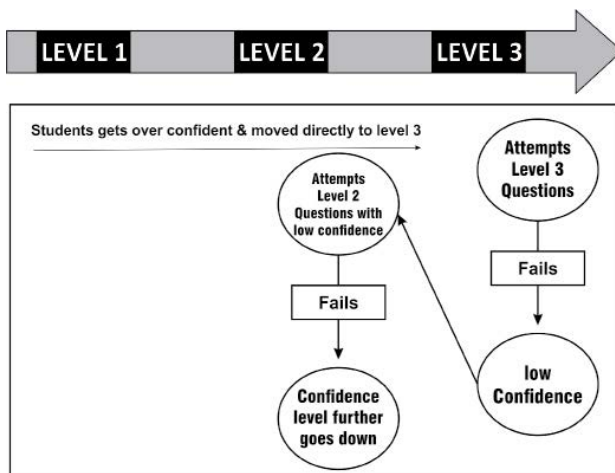 LEVEL 1
LEVEL 2
LEVEL 3
Students gets over confident & moved directly to level 3
Attempts
Level 3
Questions
Fails
low
Confidence
Attempts
Level 2
Questions with
low confidence
Fails
Confidence
level further
goes down